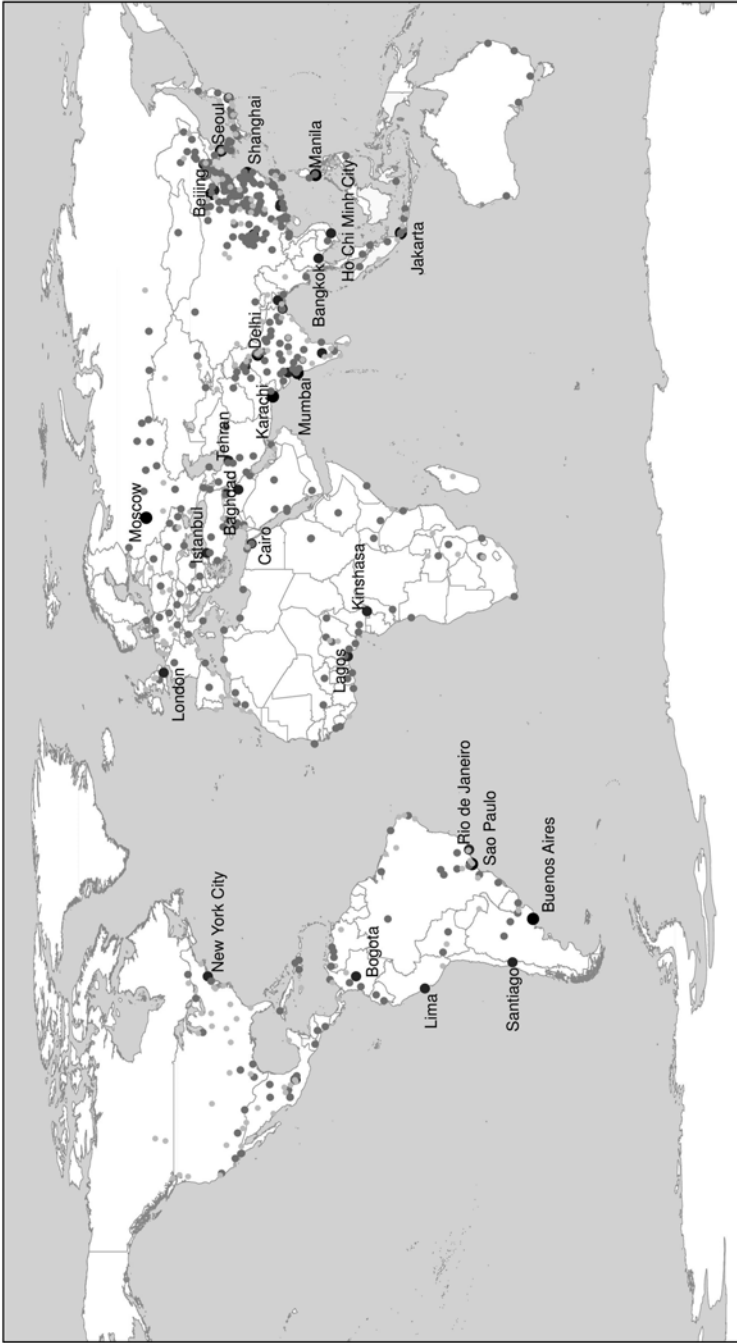 Moscow
London
Istanbul
Baghdad
Tehran
Cairo
Karachi
Delhi
Mumbai
Beijing
Seoul
Shanghai
Manila
Bangkok
Ho Chi Minh City
Jakarta
Lagos
Kinshasa
New York City
Bogota
Lima
Rio de Janeiro
Sao Paulo
Santiago
Buenos Aires